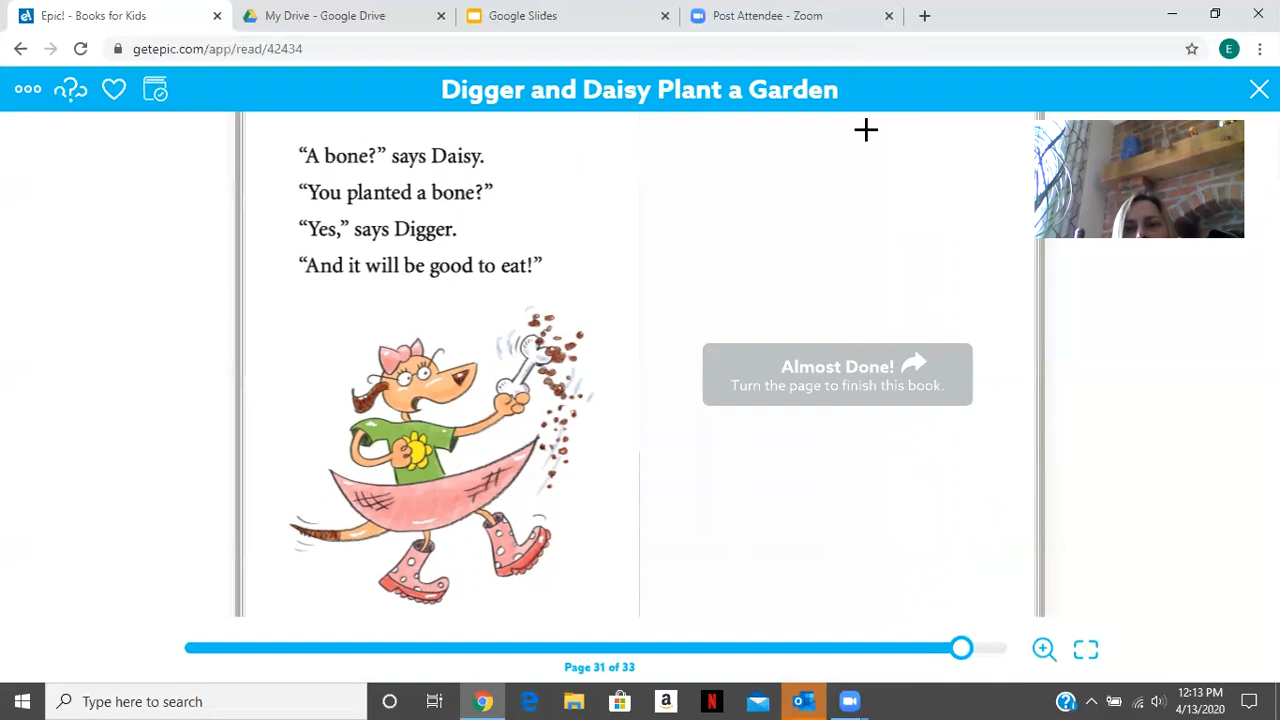 Epic! - Books for Kids
My Drive - Google Drive
Google Slides
Post Attendee - Zoom
getepic.com/app/read/42434
E
Digger and Daisy Plant a Garden
“A bone?” says Daisy.
“You planted a bone?”
“Yes,” says Digger.
“And it will be good to eat!”
Almost Done!
Turn the page to finish this book.
Page 31 of 33
Type here to search
12:13 PM
4/13/2020